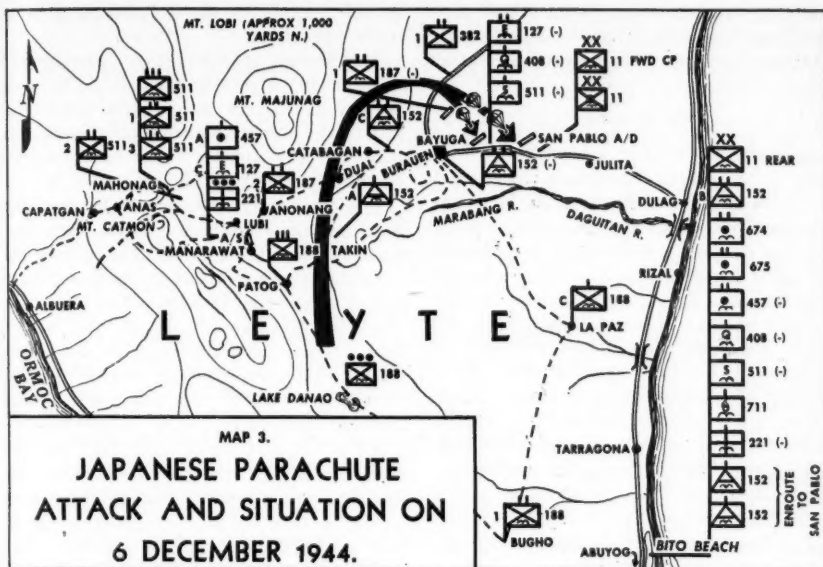 MT. LOBI (APPROX 1,000
YARDS N.)
N
MT. MAJUNAG
1 382
E 127 (-)
408 (-)
S 511 (-)
XX
11 FWD CP
XX
11
1 187 (-)
C 152
511
1 511
3 511
2 511
A 457
C E 127
221
2 187
CATABAGAN
DUAL
BURAUEN
BAYUGA
SAN PABLO A/D
152 (-)
JULITA
152
MAHONAG
CAPATGAN
ANAS
MT. CATMON
LUBI
A/S
MANARAWAT
ANONANG
188
TAKIN
PATOG
MARABANG R.
DAGUITAN R.
DULAG
RIZAL
ALBUERA
ORMOC
BAY
L E Y T E
C 188
LA PAZ
188
LAKE DANAO
TARRAGONA
1 188
BUGHO
ABUYOG
BITO BEACH
XX
11 REAR
B 152
674
675
457 (-)
408 (-)
S 511 (-)
711
221 (-)
152
152
ENROUTE
TO
SAN PABLO
MAP 3.
JAPANESE PARACHUTE
ATTACK AND SITUATION ON
6 DECEMBER 1944.